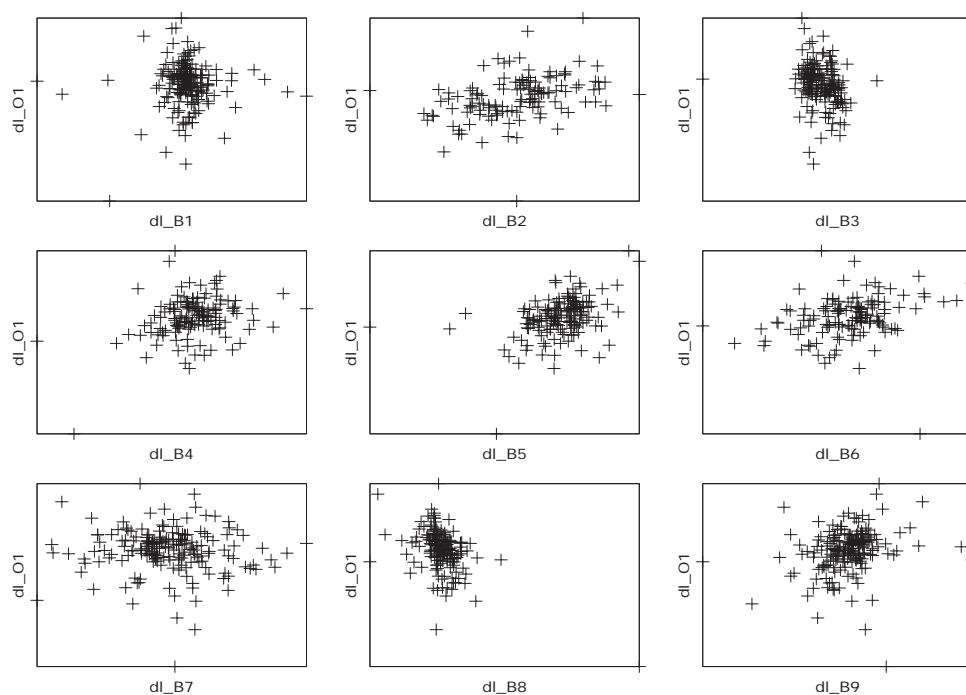 dl_O1
dl_B1
dl_O1
dl_B2
dl_O1
dl_B3
dl_O1
dl_B4
dl_O1
dl_B5
dl_O1
dl_B6
dl_O1
dl_B7
dl_O1
dl_B8
dl_O1
dl_B9